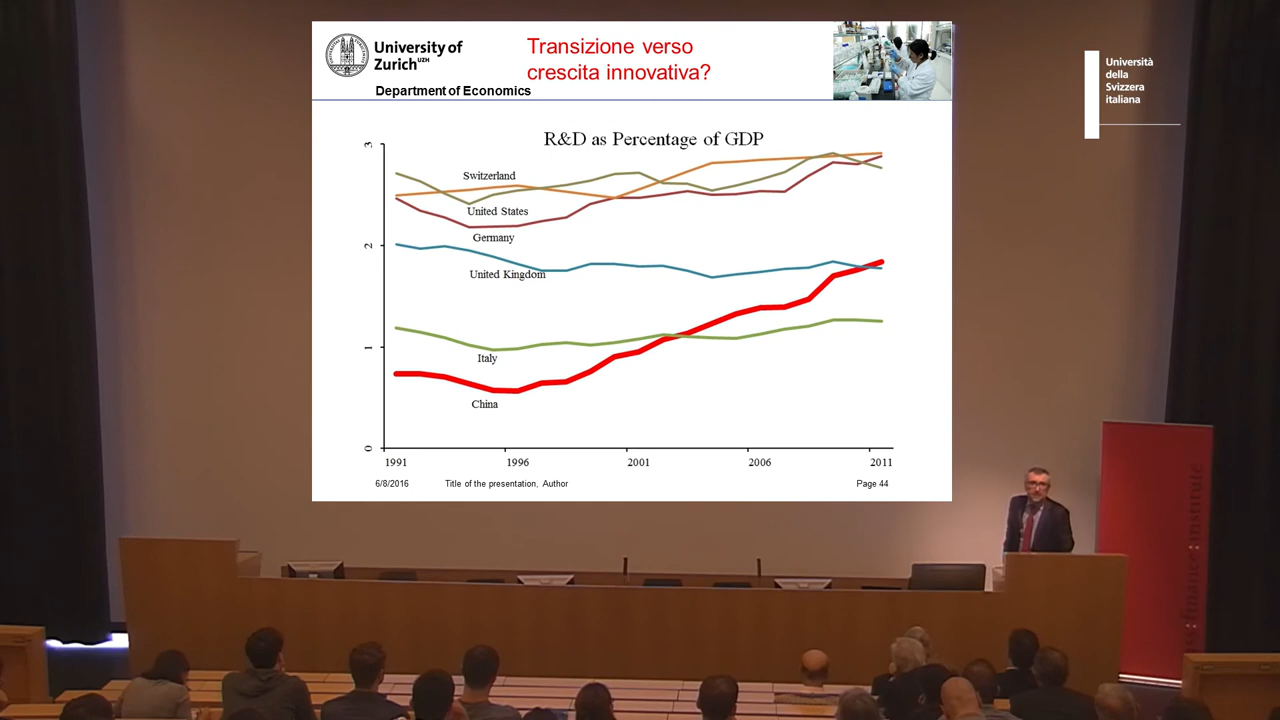 University of
Zurich UZH
Transizione verso
crescita innovativa?
Department of Economics
Università
della
Svizzera
italiana
R&D as Percentage of GDP
3
2
1
0
Switzerland
United States
Germany
United Kingdom
Italy
China
1991
1996
2001
2006
2011
6/8/2016
Title of the presentation, Author
Page 44
finance institute